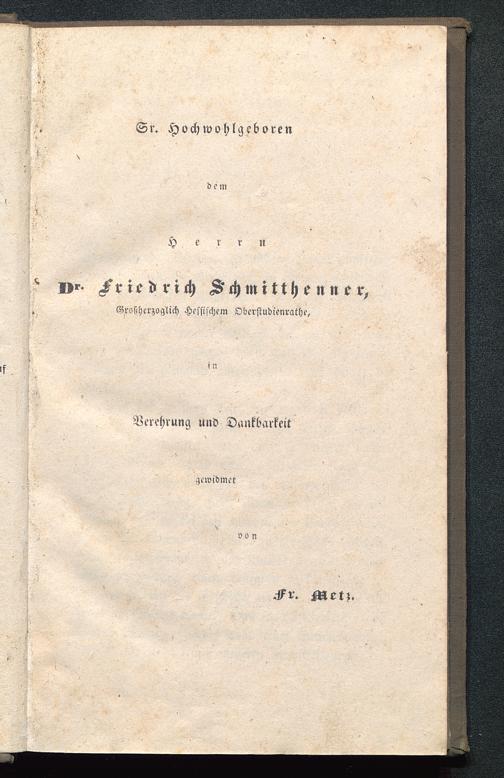 Sr. Hochwohlgeboren
dem
Herrn
Dr. Friedrich Schmitthenner,
Großherzoglich Hessischem Oberstudienrathe,
in
Verehrung und Dankbarkeit
gewidmet
von
Fr. Metz.